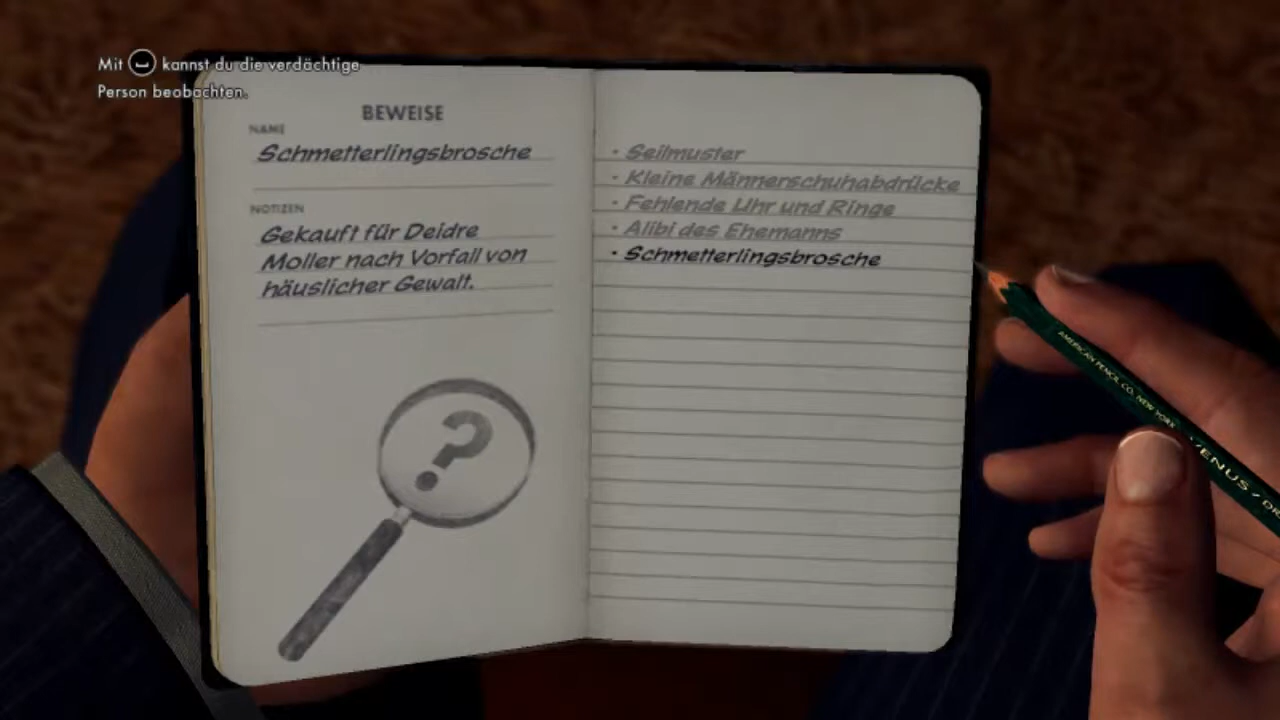 Mit kannst du die verdächtige
Person beobachten.
BEWEISE
NAME
Schmetterlingsbrosche
NOTIZEN
Gekauft für Deidre
Moller nach Vorfall von
häuslicher Gewalt.
• Seilmuster
• Kleine Männerschuhabdrücke
• Fehlende Uhr und Ringe
• Alibi des Ehemanns
• Schmetterlingsbrosche
?
AMERICAN PENCIL CO. NEW YORK
VENUS